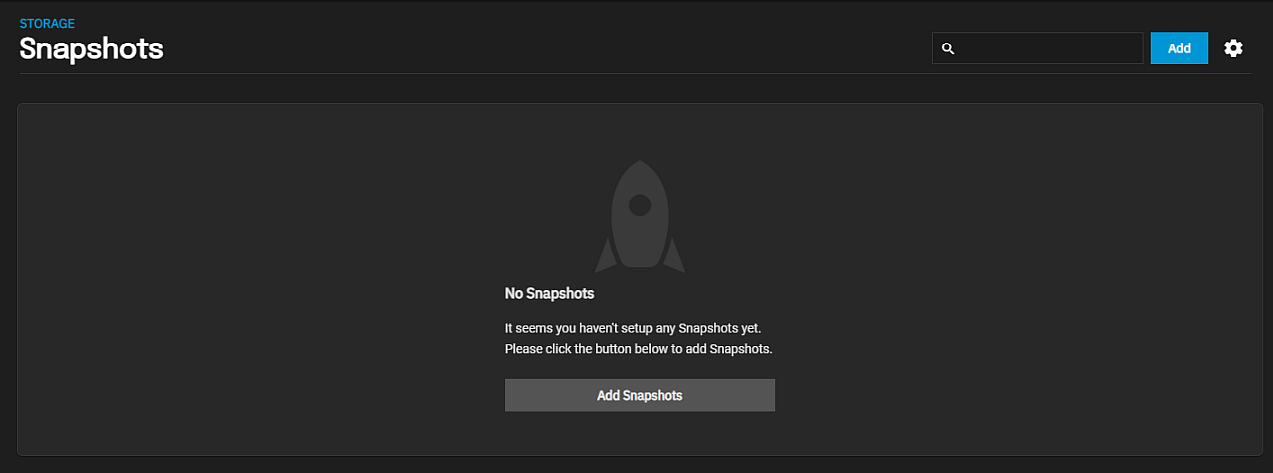 STORAGE
Snapshots
Add
No Snapshots
It seems you haven't setup any Snapshots yet.
Please click the button below to add Snapshots.
Add Snapshots